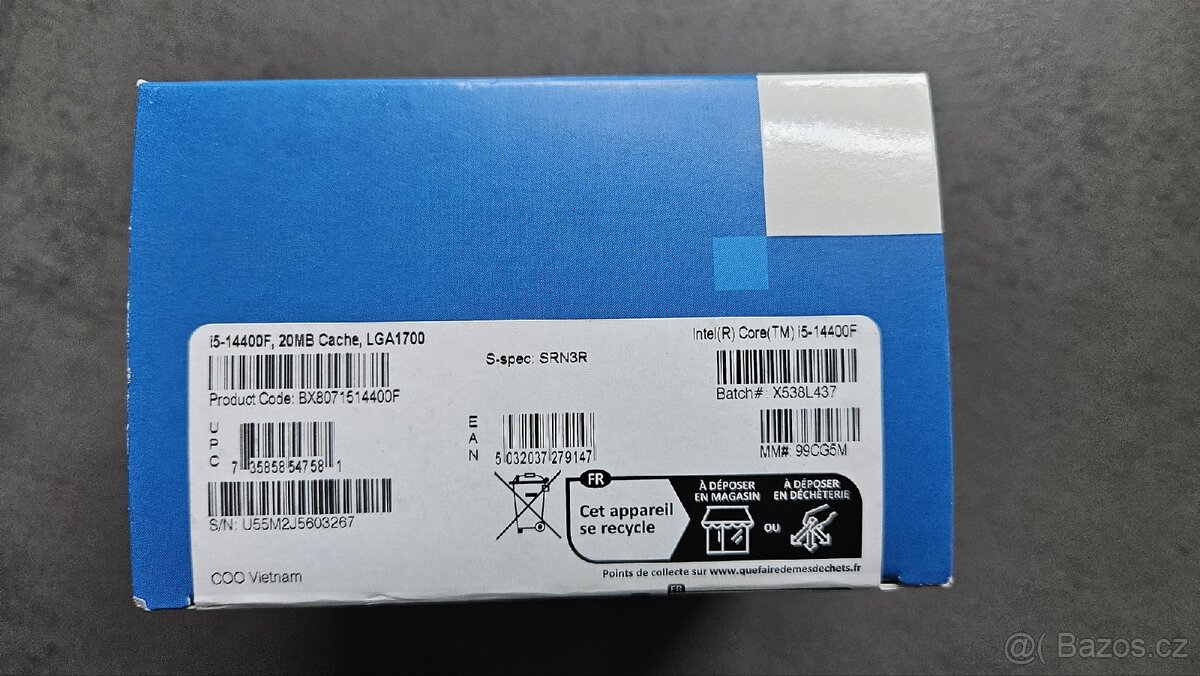 i5-14400F, 20MB Cache, LGA1700
Intel(R) Core(TM) i5-14400F
S-spec: SRN3R
Product Code: BX8071514400F
Batch#: X538L437
UPC
7 35858 54758 1
EAN
5 032037 279147
MM#: 99CG5M
S/N: U55M2J5603267
FR
Cet appareil
se recycle
À DÉPOSER
EN MAGASIN
OU
À DÉPOSER
EN DÉCHÈTERIE
Points de collecte sur www.quefairedemesdechets.fr
COO Vietnam
FR
@( Bazos.cz